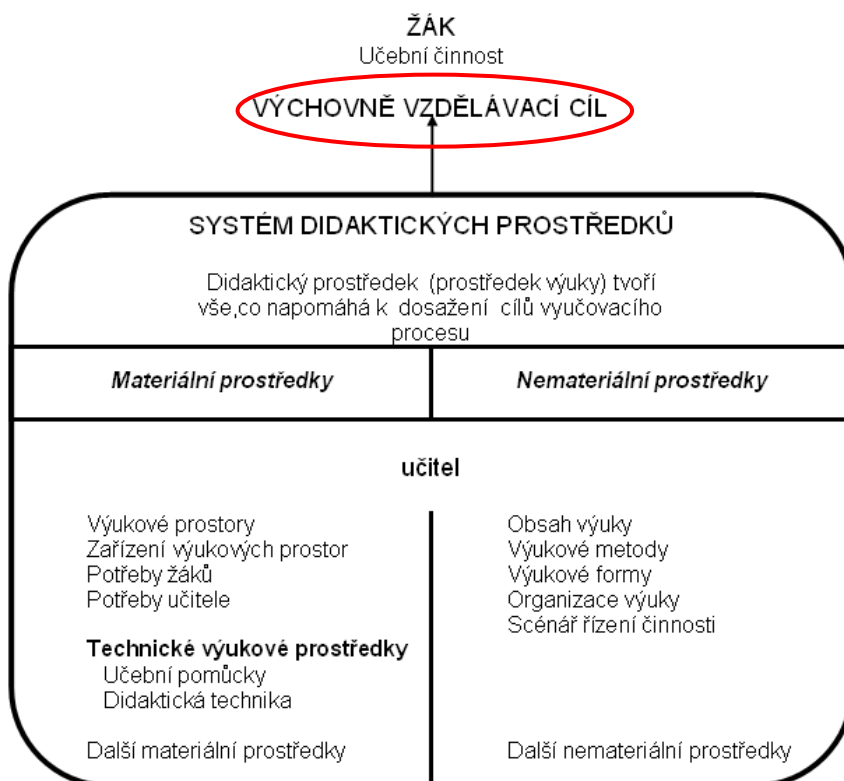 ŽÁK
Učební činnost
VÝCHOVNĚ VZDĚLÁVACÍ CÍL
SYSTÉM DIDAKTICKÝCH PROSTŘEDKŮ
Didaktický prostředek (prostředek výuky) tvoří
vše,co napomáhá k dosažení cílů vyučovacího
procesu
Materiální prostředky
Nemateriální prostředky
učitel
Výukové prostory
Zařízení výukových prostor
Potřeby žáků
Potřeby učitele
Technické výukové prostředky
Učební pomůcky
Didaktická technika
Další materiální prostředky
Obsah výuky
Výukové metody
Výukové formy
Organizace výuky
Scénář řízení činnosti
Další nemateriální prostředky